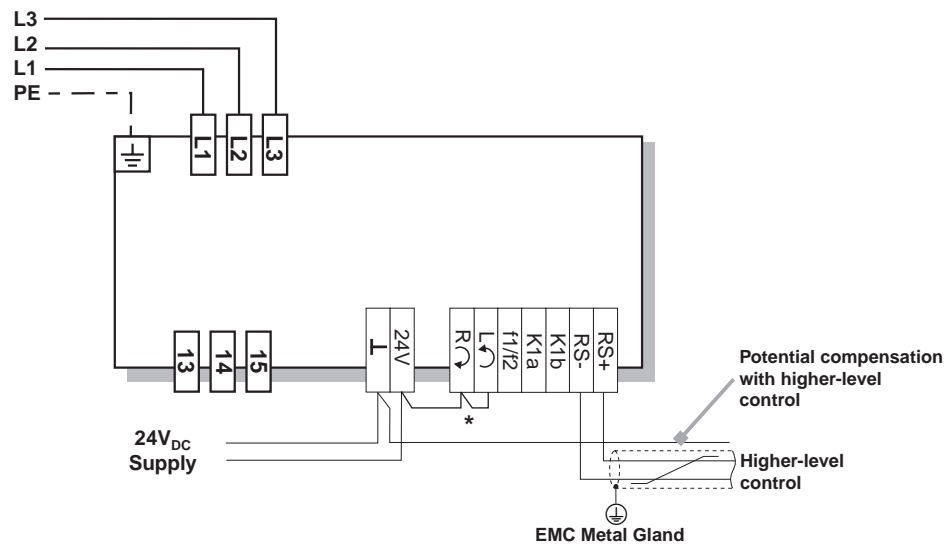 L3
L2
L1
PE
L1
L2
L3
13
14
15
⊥
24V
R
L
f1/f2
K1a
K1b
RS-
RS+
*
24VDC
Supply
Potential compensation
with higher-level
control
Higher-level
control
EMC Metal Gland